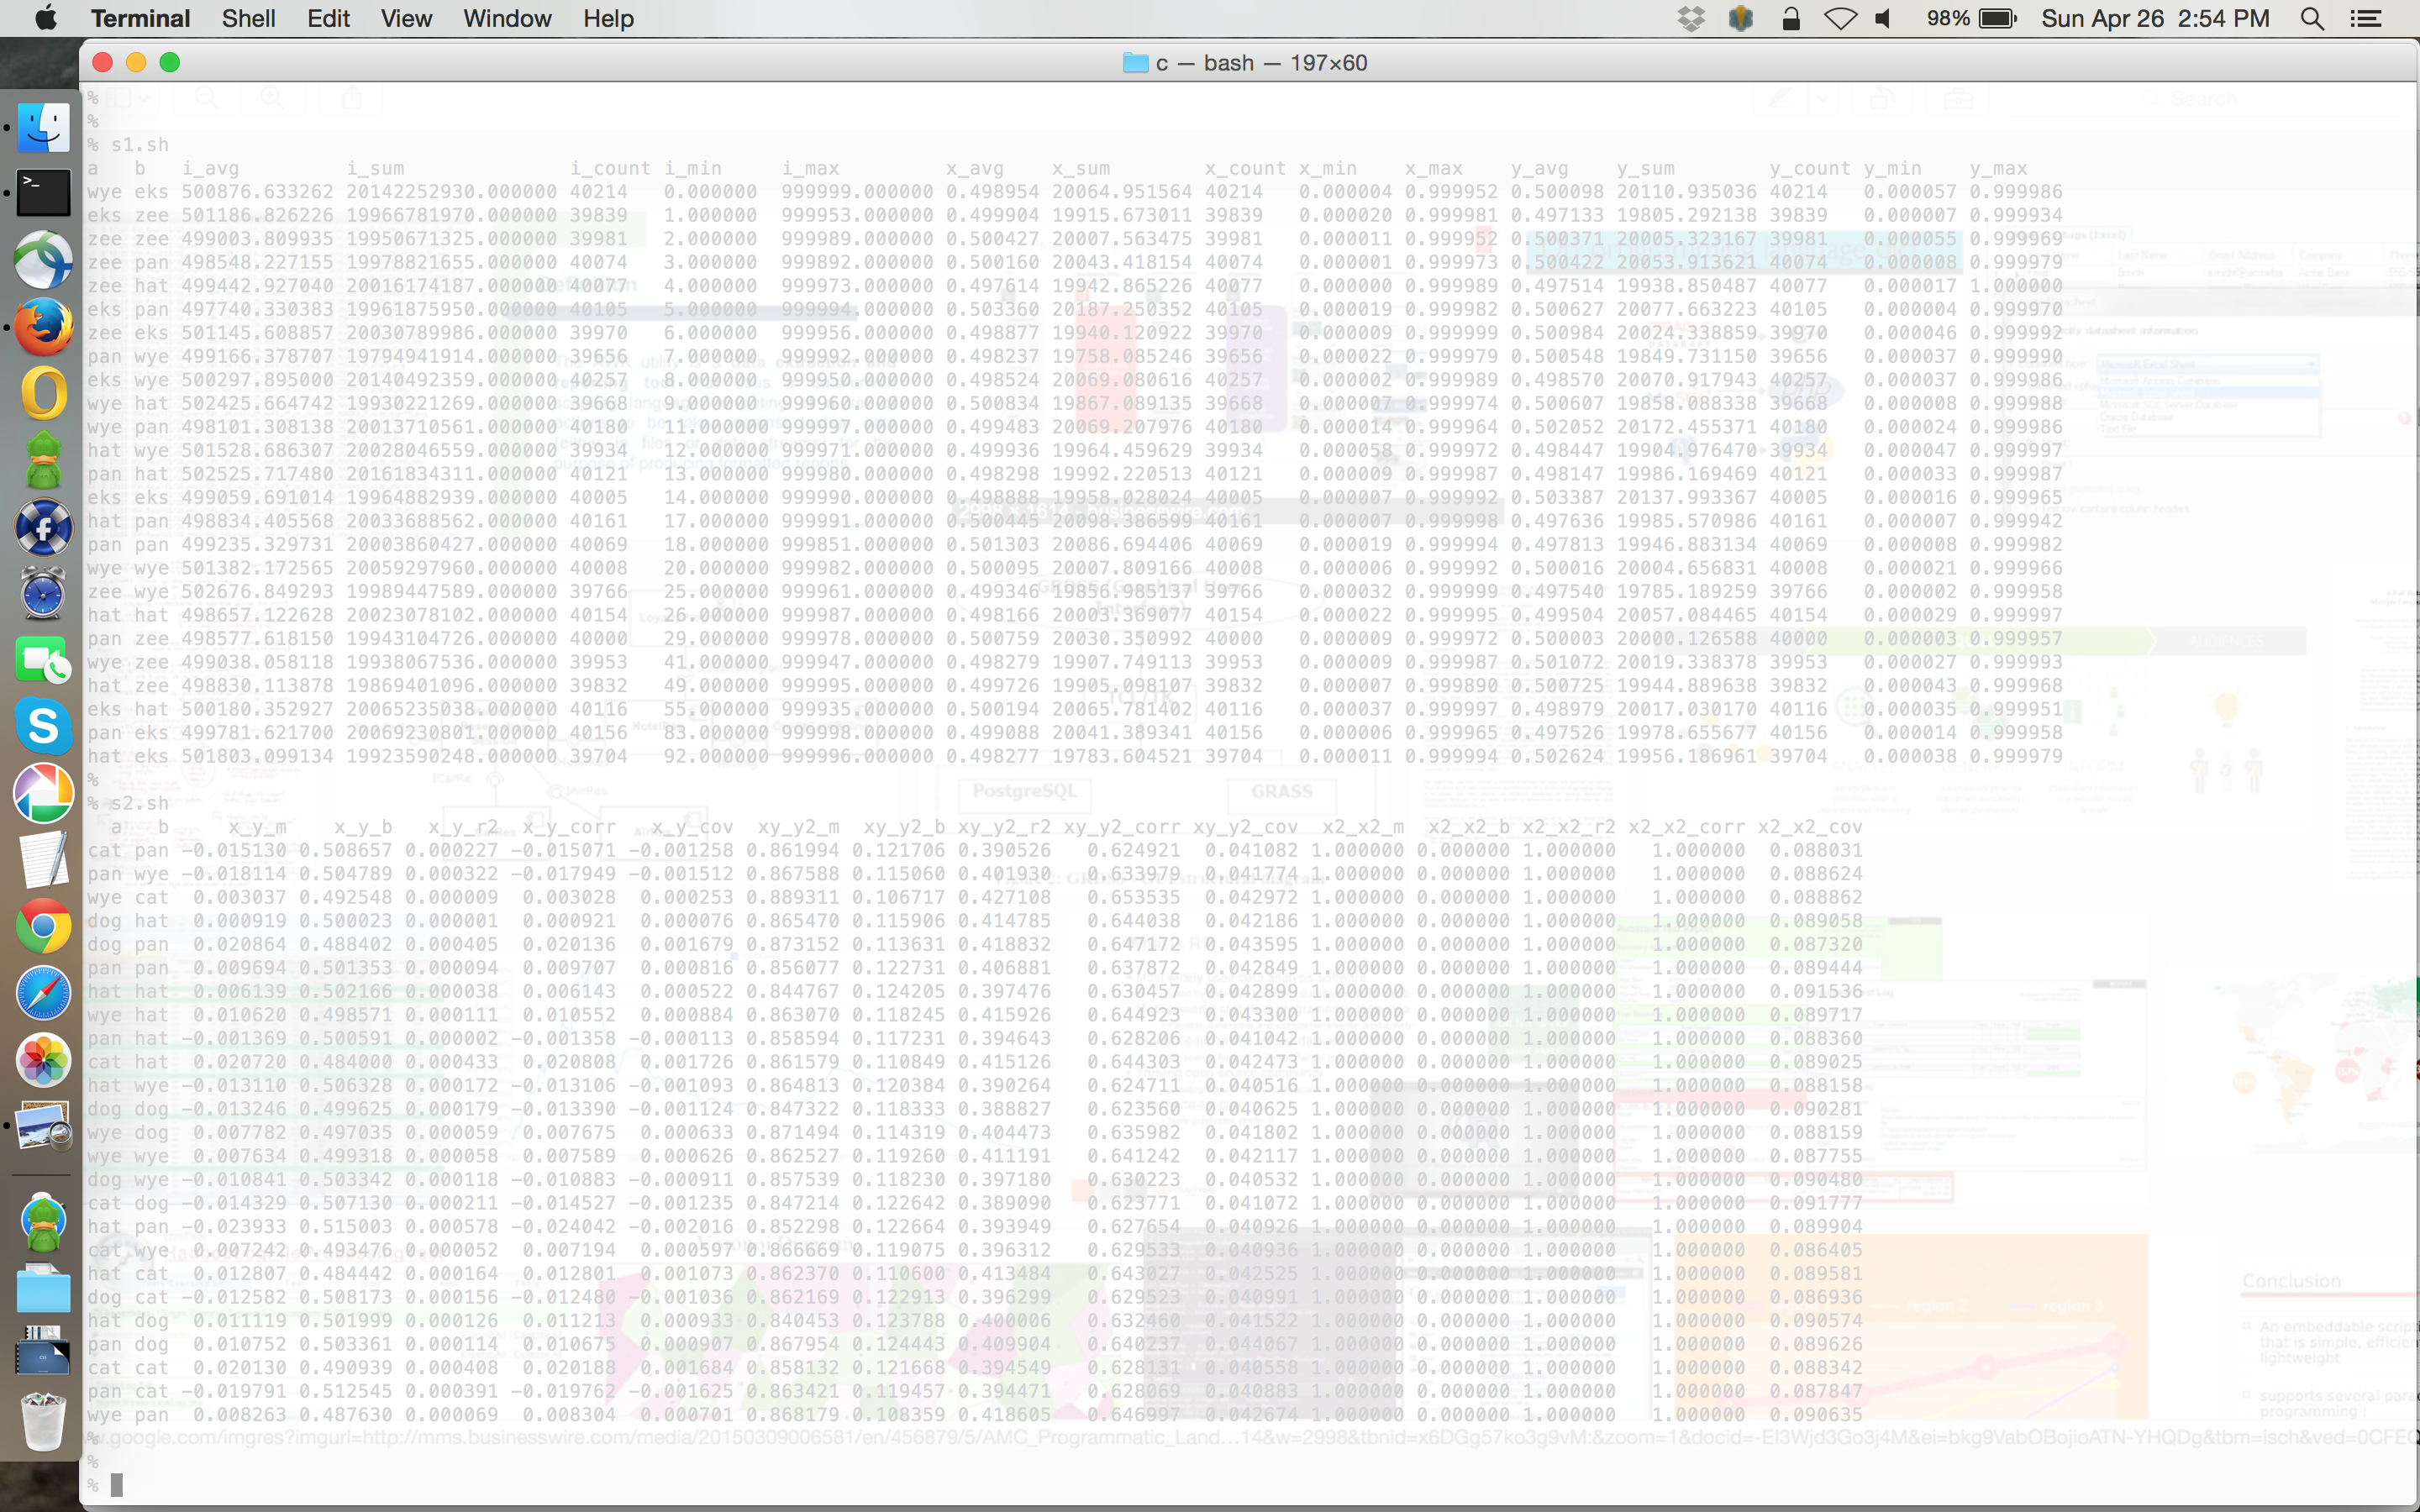 Terminal Shell Edit View Window Help 98% Sun Apr 26 2:54 PM
c — bash — 197×60
%
Search
%
% s1.sh
a b i_avg i_sum i_count i_min i_max x_avg x_sum x_count x_min x_max y_avg y_sum y_count y_min y_max
wye eks 500876.633262 20142252930.000000 40214 0.000000 999999.000000 0.498954 20064.951564 40214 0.000004 0.999952 0.500098 20110.935036 40214 0.000057 0.999986
eks zee 501186.826226 19966781970.000000 39839 1.000000 999953.000000 0.499904 19915.673011 39839 0.000020 0.999981 0.497133 19805.292138 39839 0.000007 0.999934
zee zee 499003.809935 19950671325.000000 39981 2.000000 999989.000000 0.500427 20007.563475 39981 0.000011 0.999952 0.500371 20005.323167 39981 0.000055 0.999969
zee pan 498548.227155 19978821655.000000 40074 3.000000 999892.000000 0.500160 20043.418154 40074 0.000001 0.999973 0.500422 20053.913621 40074 0.000008 0.999979
zee hat 499442.927040 20016174187.000000 40077 4.000000 999973.000000 0.497614 19942.865226 40077 0.000000 0.999989 0.497514 19938.850487 40077 0.000017 1.000000
eks pan 497740.330360 19961875951.000000 40105 5.000000 999994.000000 0.503360 20187.250352 40105 0.000019 0.999982 0.500627 20077.663223 40105 0.000004 0.999970
zee eks 501145.608910 20030789988.000000 39970 6.000000 999956.000000 0.498877 39970 0.000009 0.999999 0.500984 20024.338859 39970 0.000046 0.999992
pan wye 499166.378707 19794941914.000000 39656 7.000000 999990.000000 0.498237 19758.085246 39656 0.000022 0.999979 0.500548 19849.731150 39656 0.000037 0.999990
eks wye 500297.895000 20140492359.000000 40257 8.000000 999950.000000 0.498524 20069.080616 40257 0.000002 0.999989 0.498570 20070.917943 40257 0.000037 0.999986
wye hat 502425.664742 19930221269.000000 39668 9.000000 999960.000000 0.500834 19867.089135 39668 0.000007 0.999974 0.500607 19858.088338 39668 0.000008 0.999988
wye pan 498101.308138 20013710561.000000 40180 11.000000 999997.000000 0.499483 20069.207976 40180 0.000014 0.999964 0.502052 20172.455371 40180 0.000024 0.999986
hat wye 20028046559.000000 39934 12.000000 999971.000000 0.499936 19964.459629 39934 0.000058 0.999972 0.498447 19904.976470 39934 0.000047 0.999997
pan hat 502525.717480 20161834311.000000 40121 13.000000 999980.000000 0.498298 19992.220513 40121 0.000009 0.999987 0.498147 19986.169469 40121 0.000033 0.999987
eks eks 499059.691014 19964882939.000000 40005 14.000000 999990.000000 0.498888 19958.028024 40005 0.000007 0.999992 0.503387 20137.993367 40005 0.000016 0.999965
hat pan 498834.405568 20033688552.000000 40161 17.000000 999991.000000 0.500445 20098.386599 40161 0.000007 0.999998 0.497636 19985.570986 40161 0.000007 0.999942
pan pan 499235.329731 20003860427.000000 40069 18.000000 999851.000000 0.501303 20086.694406 40069 0.000019 0.999994 0.497813 19946.883134 40069 0.000008 0.999982
wye wye 501382.172565 20059297960.000000 40008 20.000000 999982.000000 0.500095 20007.809166 40008 0.000006 0.999992 0.500016 20004.656831 40008 0.000021 0.999966
zee wye 502676.849293 19989447589.000000 39766 25.000000 999961.000000 0.499346 39766 0.000032 0.999999 0.497540 19785.189259 39766 0.000002 0.999958
hat hat 498657.122528 20023078098.000000 40154 26.000000 999987.000000 0.498166 20003.369077 40154 0.000022 0.999995 0.499504 20057.084465 40154 0.000029 0.999997
pan zee 498577.618150 19943104726.000000 40000 29.000000 999978.000000 0.500759 20030.350992 40000 0.000009 0.999972 0.500003 20000.126588 40000 0.000003 0.999957
wye zee 499038.058118 19938067536.000000 39953 41.000000 999947.000000 0.498279 19907.749113 39953 0.000009 0.999987 0.501072 20019.338378 39953 0.000027 0.999993
hat zee 498830.113878 19869401096.000000 39832 49.000000 999995.000000 0.499726 19905.098107 39832 0.000007 0.999890 0.500725 19944.889638 39832 0.000043 0.999968
eks hat 500180.352927 20065235038.000000 40116 55.000000 999935.000000 0.500194 20065.781402 40116 0.000037 0.999997 0.498979 20017.030170 40116 0.000035 0.999951
pan eks 499781.621700 20069230801.000000 40156 83.000000 999998.000000 0.499088 20041.389341 40156 0.000006 0.999965 0.497526 19978.655677 40156 0.000014 0.999958
hat eks 501803.099134 19923590248.000000 39704 92.000000 999996.000000 0.498277 19783.604521 39704 0.000011 0.999994 0.502624 19956.186961 39704 0.000038 0.999979
%
PostgreSQL GRASS
% s2.sh
a b x_y_m x_y_b x_y_r2 x_y_corr x_y_cov xy_y2_m xy_y2_b xy_y2_r2 xy_y2_corr xy_y2_cov x2_x2_m x2_x2_b x2_x2_r2 x2_x2_corr x2_x2_cov
cat pan -0.015130 0.508657 0.000227 -0.015071 -0.001258 0.861994 0.121706 0.390526 0.624921 0.041082 1.000000 0.000000 1.000000 1.000000 0.088031
pan wye -0.018114 0.504789 0.000322 -0.017949 -0.001512 0.867588 0.115060 0.401330 0.633079 0.041774 1.000000 0.000000 1.000000 1.000000 0.088624
wye cat 0.003037 0.492548 0.000009 0.003028 0.000253 0.889311 0.106717 0.427108 0.653535 0.042972 1.000000 0.000000 1.000000 1.000000 0.088862
dog hat 0.000919 0.500023 0.000001 0.000921 0.000076 0.865470 0.115906 0.414785 0.644038 0.042186 1.000000 0.000000 1.000000 1.000000 0.089058
dog pan 0.020864 0.488402 0.000405 0.020136 0.001679 0.873152 0.113631 0.418832 0.647172 0.043595 1.000000 0.000000 1.000000 1.000000 0.087320
pan pan 0.009694 0.501353 0.000094 0.009707 0.000816 0.856077 0.122731 0.406881 0.637872 0.042849 1.000000 0.000000 1.000000 1.000000 0.089444
hat hat 0.006139 0.502166 0.000038 0.006143 0.000522 0.844767 0.124205 0.397476 0.630457 0.042899 1.000000 0.000000 1.000000 1.000000 0.091536
wye hat 0.010620 0.498571 0.000111 0.010552 0.000884 0.863070 0.118245 0.415926 0.644923 0.043300 1.000000 0.000000 1.000000 1.000000 0.089717
pan hat -0.001369 0.500591 0.000002 -0.001358 -0.000113 0.858594 0.117281 0.394643 0.628206 0.041042 1.000000 0.000000 1.000000 1.000000 0.088360
cat hat 0.020720 0.484007 0.000433 0.020808 0.001726 0.861579 0.117849 0.415126 0.644303 0.042473 1.000000 0.000000 1.000000 1.000000 0.089025
hat wye -0.013110 0.506328 0.000172 -0.013106 -0.001093 0.864813 0.120384 0.390264 0.624711 0.040516 1.000000 0.000000 1.000000 1.000000 0.088158
dog dog -0.013246 0.499625 0.000179 -0.013390 -0.001124 0.847322 0.118333 0.388827 0.623560 0.040625 1.000000 0.000000 1.000000 1.000000 0.090281
wye dog 0.007782 0.497035 0.000059 0.007675 0.000635 0.871494 0.114319 0.404473 0.635982 0.041802 1.000000 0.000000 1.000000 1.000000 0.088159
wye wye 0.007634 0.499318 0.000058 0.007589 0.000626 0.862527 0.119260 0.411191 0.641242 0.042117 1.000000 0.000000 1.000000 1.000000 0.087755
dog wye -0.010841 0.503342 0.000118 -0.010883 -0.000911 0.857539 0.118230 0.397180 0.630223 0.040532 1.000000 0.000000 1.000000 1.000000 0.090480
cat dog -0.014329 0.507130 0.000211 -0.014527 -0.001235 0.847214 0.122642 0.389090 0.623771 0.041072 1.000000 0.000000 1.000000 1.000000 0.091777
hat pan -0.023933 0.515003 0.000578 -0.024042 -0.002016 0.852298 0.122864 0.393949 0.627654 0.040926 1.000000 0.000000 1.000000 1.000000 0.089904
cat wye 0.007242 0.493476 0.000052 0.007194 0.000597 0.866069 0.119075 0.396312 0.629533 0.040936 1.000000 0.000000 1.000000 1.000000 0.086405
hat cat 0.012807 0.484442 0.000164 0.012801 0.001073 0.862370 0.110600 0.413484 0.643027 0.042525 1.000000 0.000000 1.000000 1.000000 0.089581
Conclusion
dog cat -0.012582 0.508173 0.000156 -0.012480 -0.001036 0.862169 0.122913 0.396299 0.629523 0.040991 1.000000 0.000000 1.000000 1.000000 0.086936
hat dog 0.011119 0.501999 0.000126 0.011213 0.000933 0.840453 0.123788 0.400006 0.632460 0.041522 1.000000 0.000000 1.000000 1.000000 0.090574
An embeddable scripti
pan dog 0.010752 0.503361 0.000114 0.010675 0.000903 0.867954 0.124443 0.409904 0.640237 0.044067 1.000000 0.000000 1.000000 1.000000 0.089626
that is simple, efficien
lightweight
cat cat 0.020130 0.490939 0.000408 0.020188 0.001684 0.858132 0.121668 0.394549 0.628131 0.040558 1.000000 0.000000 1.000000 1.000000 0.088342
pan cat -0.019791 0.512545 0.000391 -0.019762 -0.001625 0.863421 0.119457 0.394471 0.628069 0.040883 1.000000 0.000000 1.000000 1.000000 0.087847
supports several para
programming :
wye pan 0.008263 0.487630 0.000069 0.008304 0.000701 0.868179 0.108359 0.418605 0.646997 0.042674 1.000000 0.000000 1.000000 1.000000 0.090635
%
v.google.com/imgres?imgurl=http://mms.businesswire.com/media/20150309006581/en/456879/5/AMC_Programmatic_Land...14&w=2998&tbnid=x6DGg57ko3g9vM:&zoom=1&docid=-EI3Wjd3Go3j4M&ei=bkg9VabOBojioATN-YHQDg&tbm=isch&ved=0CFEQ
%
%